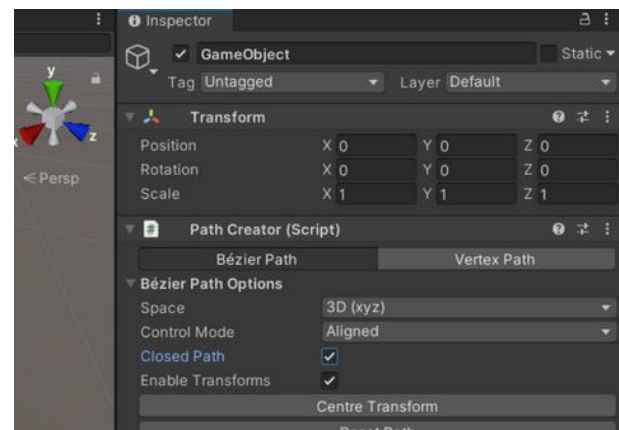 Inspector
GameObject Static
Tag Untagged Layer Default
y
x z
Persp
Transform
Position X 0 Y 0 Z 0
Rotation X 0 Y 0 Z 0
Scale X 1 Y 1 Z 1
# Path Creator (Script)
Bézier Path Vertex Path
Bézier Path Options
Space 3D (xyz)
Control Mode Aligned
Closed Path
Enable Transforms
Centre Transform